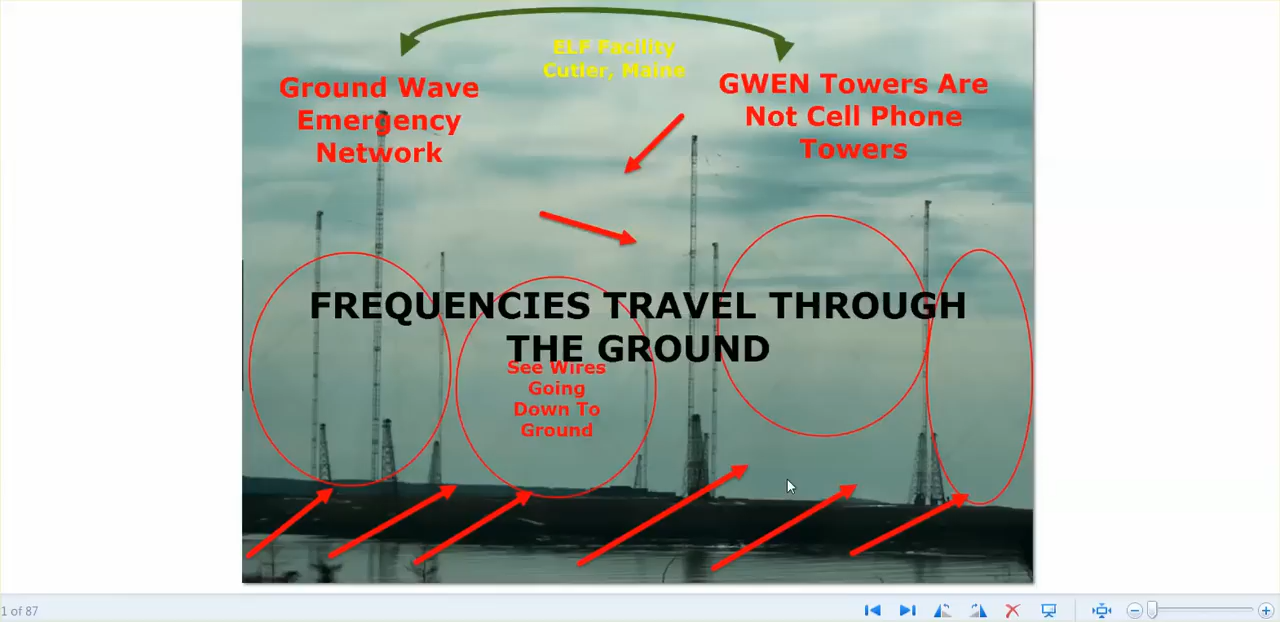 ELF Facility
Cutler, Maine
Ground Wave
Emergency
Network
GWEN Towers Are
Not Cell Phone
Towers
FREQUENCIES TRAVEL THROUGH
THE GROUND
See Wires
Going
Down To
Ground
1 of 87